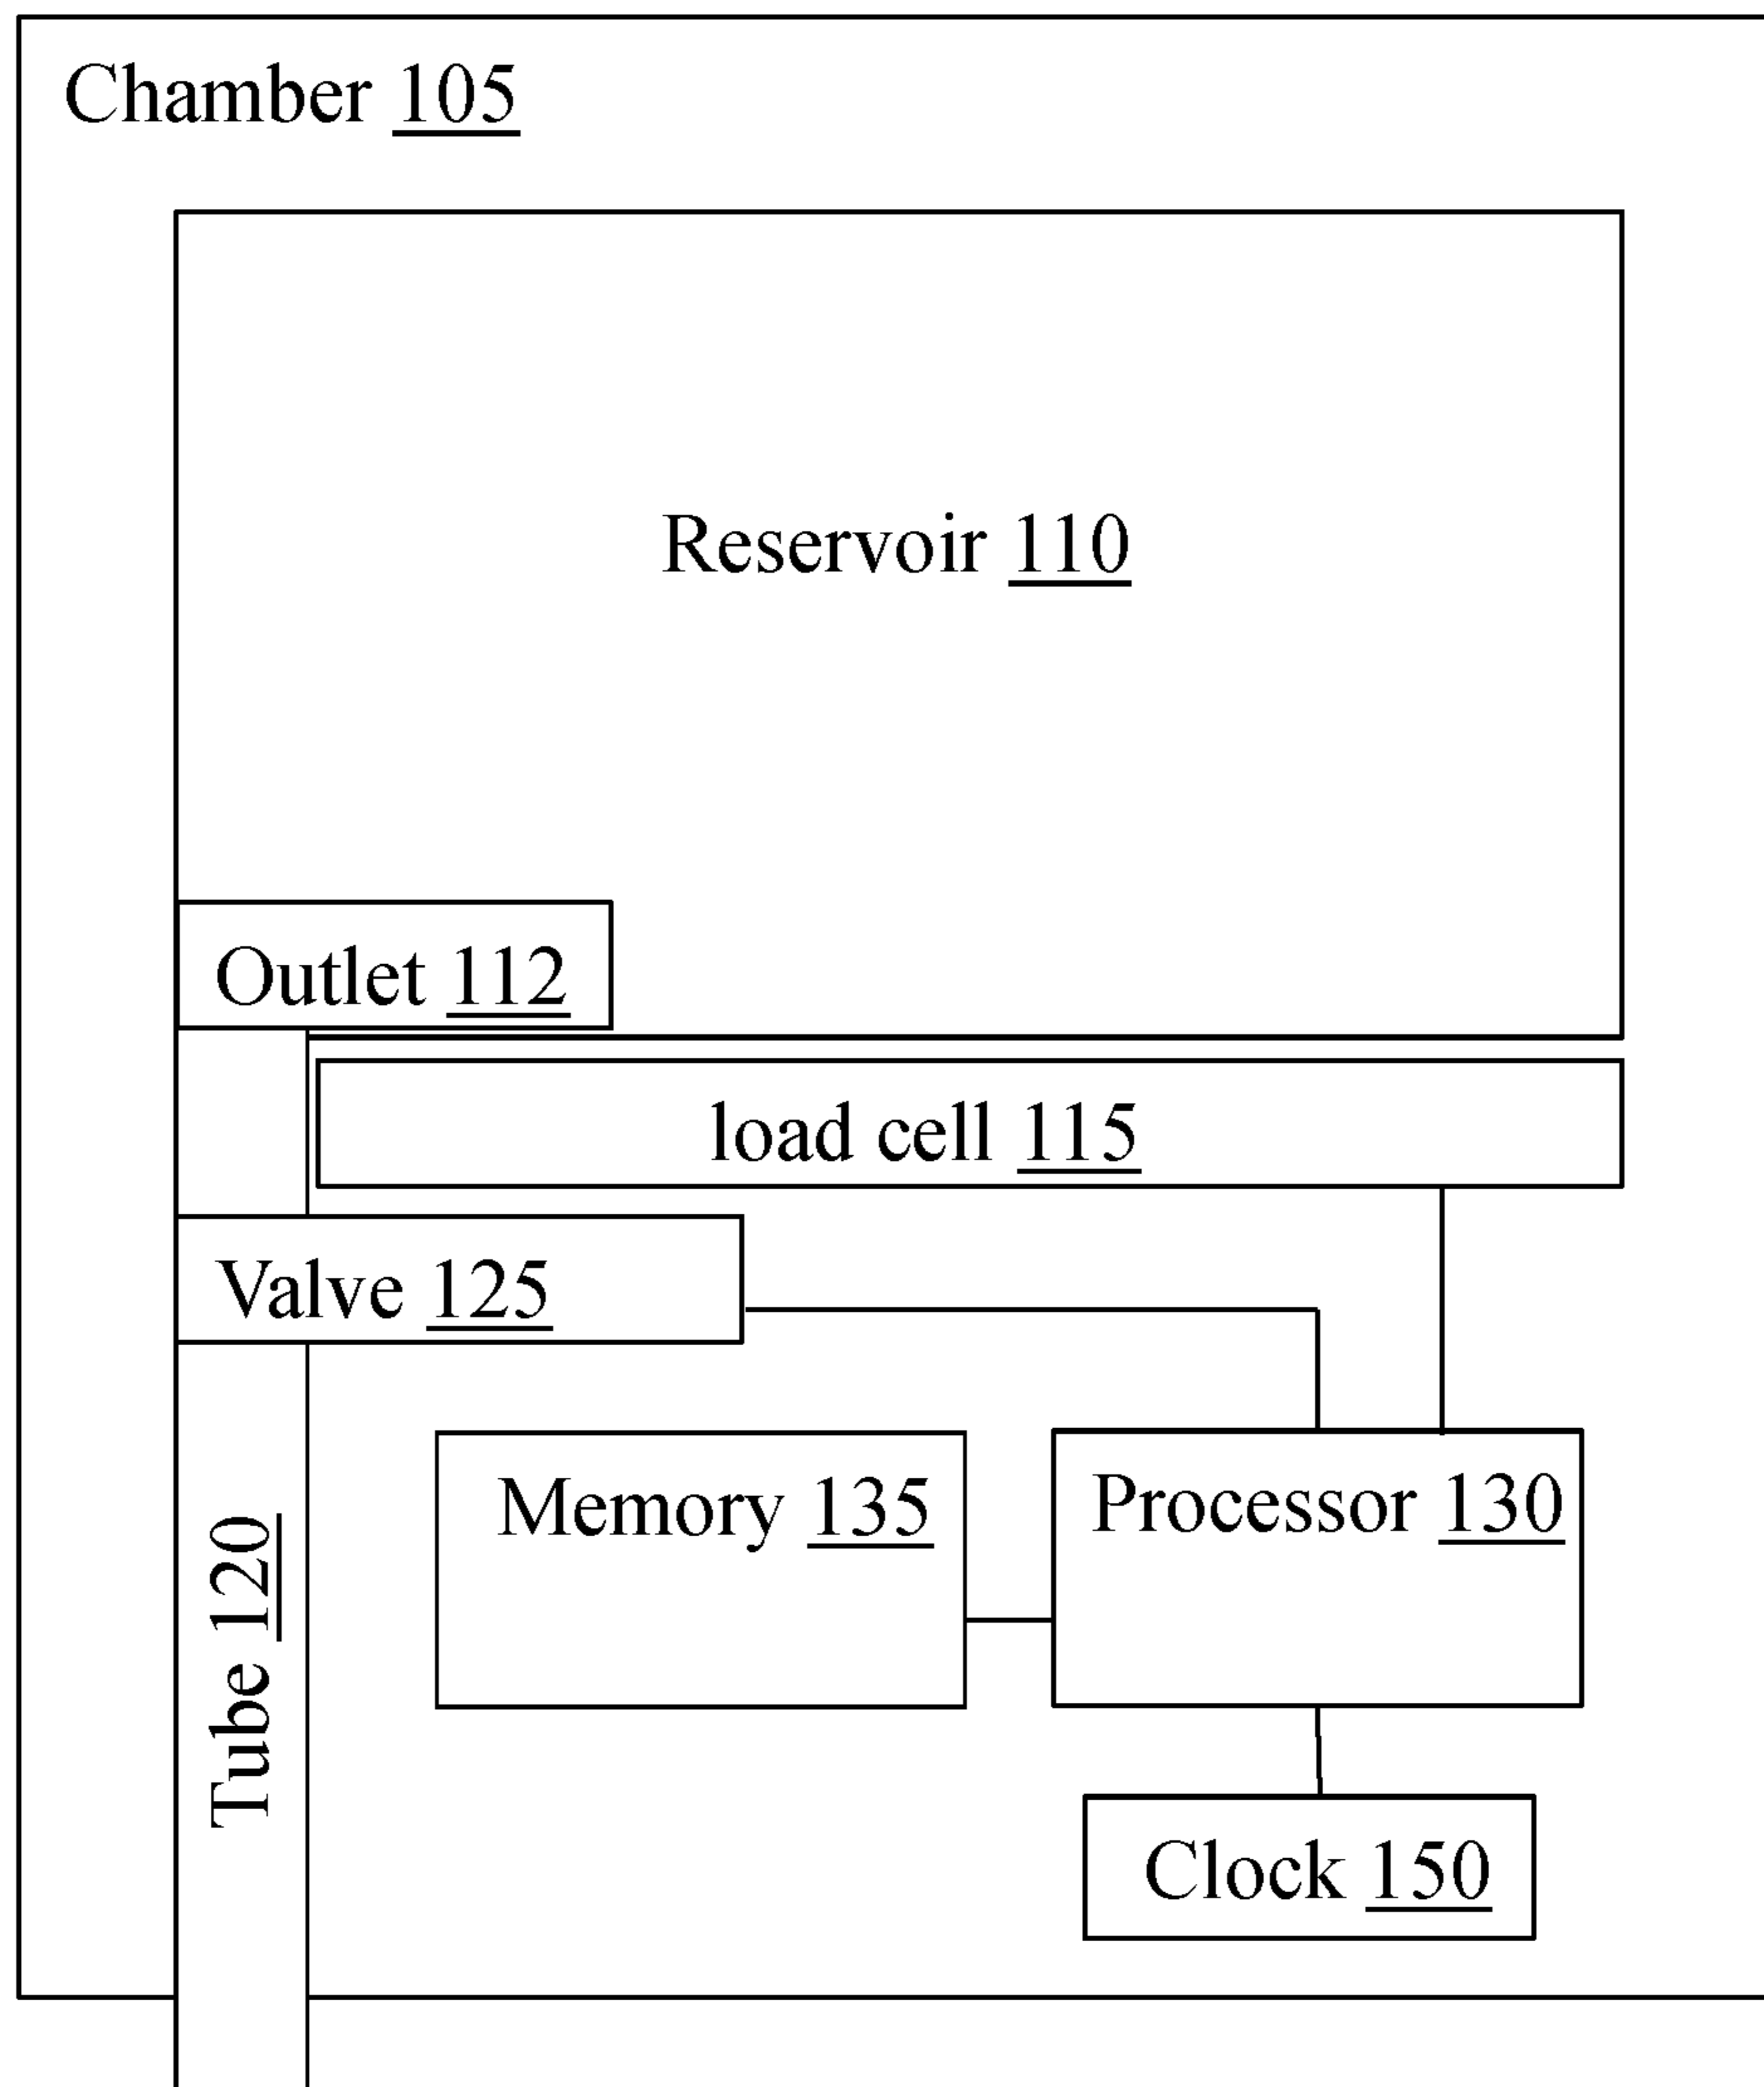 Chamber 105
Reservoir 110
Outlet 112
load cell 115
Valve 125
Memory 135
Processor 130
Tube 120
Clock 150